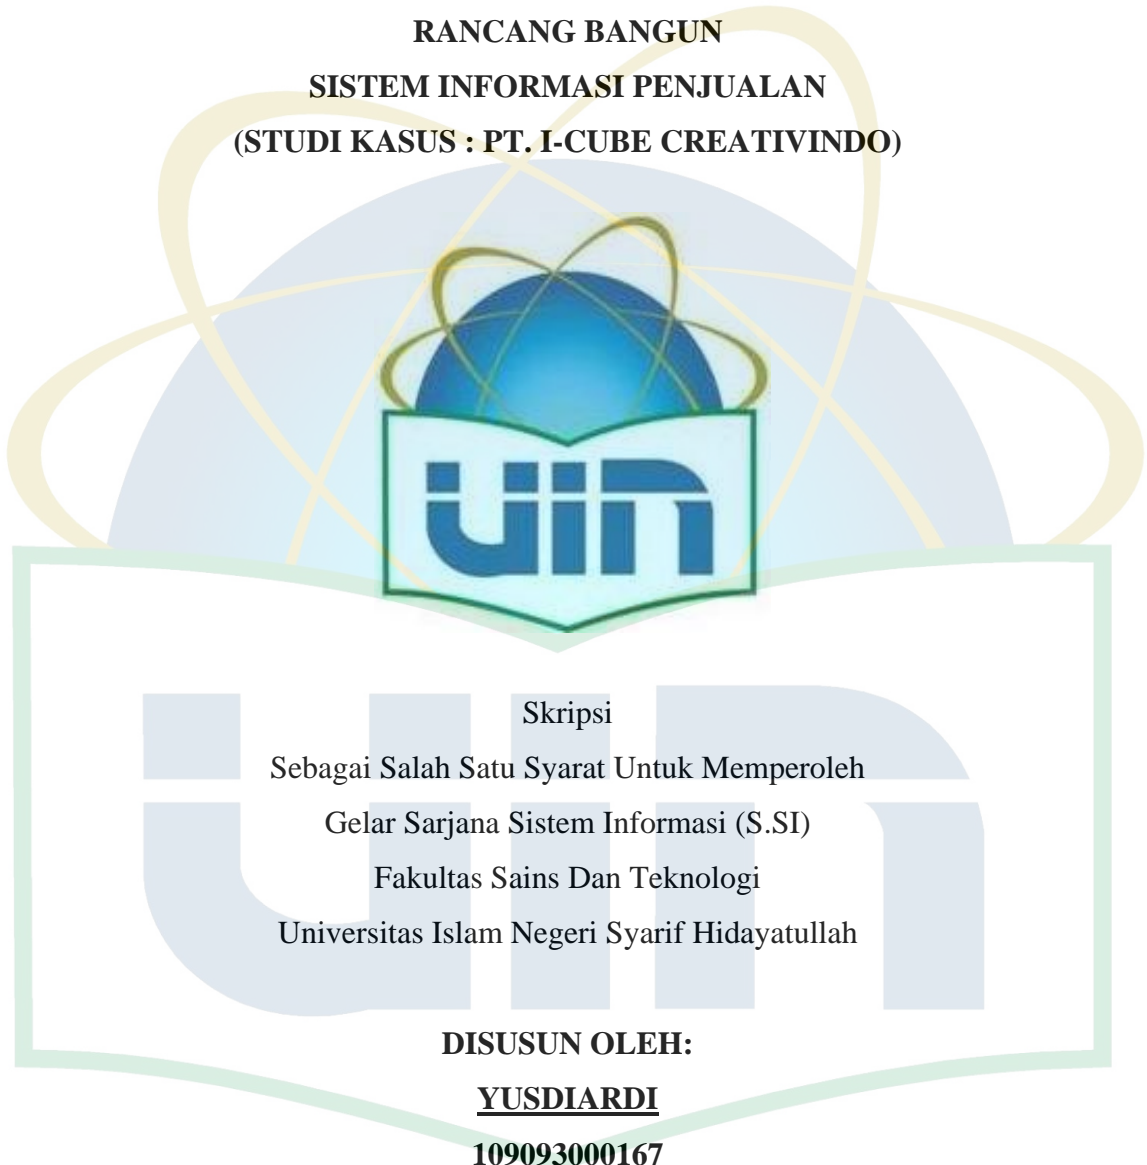 RANCANG BANGUN
SISTEM INFORMASI PENJUALAN
(STUDI KASUS : PT. I-CUBE CREATIVINDO)
uin
Skripsi
Sebagai Salah Satu Syarat Untuk Memperoleh
Gelar Sarjana Sistem Informasi (S.SI)
Fakultas Sains Dan Teknologi
Universitas Islam Negeri Syarif Hidayatullah
DISUSUN OLEH:
YUSDIARDI
109093000167